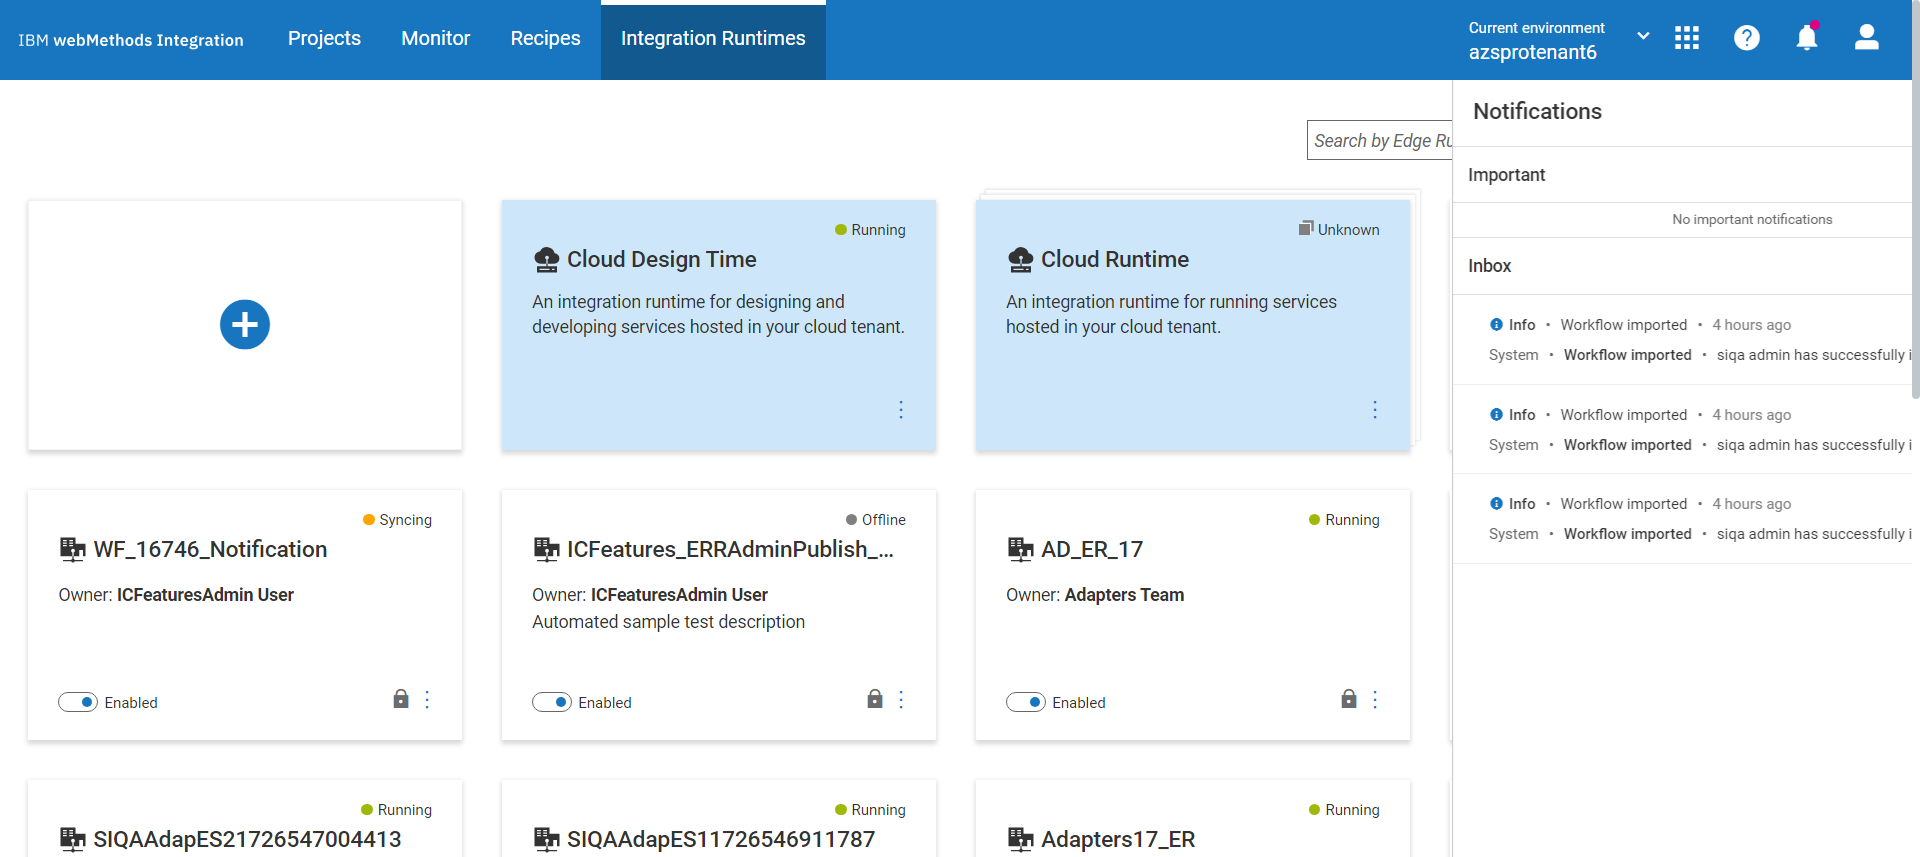 IBM webMethods Integration
Projects
Monitor
Recipes
Integration Runtimes
Current environment
azsprotenant6
Search by Edge Ru
Notifications
Important
No important notifications
Inbox
Info • Workflow imported • 4 hours ago
System • Workflow imported • siqa admin has successfully i
Info • Workflow imported • 4 hours ago
System • Workflow imported • siqa admin has successfully i
Info • Workflow imported • 4 hours ago
System • Workflow imported • siqa admin has successfully i
Running
Cloud Design Time
An integration runtime for designing and
developing services hosted in your cloud tenant.
Unknown
Cloud Runtime
An integration runtime for running services
hosted in your cloud tenant.
Syncing
WF_16746_Notification
Owner: ICFeaturesAdmin User
Enabled
Offline
ICFeatures_ERRAdminPublish_...
Owner: ICFeaturesAdmin User
Automated sample test description
Enabled
Running
AD_ER_17
Owner: Adapters Team
Enabled
Running
SIQAAdapES21726547004413
Running
SIQAAdapES11726546911787
Running
Adapters17_ER